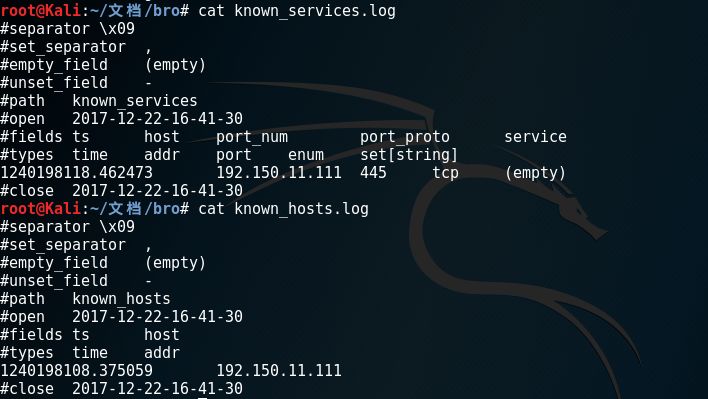 root@Kali:~/文档/bro# cat known_services.log
#separator \x09
#set_separator  ,
#empty_field    (empty)
#unset_field    -
#path   known_services
#open   2017-12-22-16-41-30
#fields ts      host    port_num        port_proto      service
#types  time    addr    port    enum    set[string]
1240198118.462473       192.150.11.111  445     tcp     (empty)
#close  2017-12-22-16-41-30
root@Kali:~/文档/bro# cat known_hosts.log
#separator \x09
#set_separator  ,
#empty_field    (empty)
#unset_field    -
#path   known_hosts
#open   2017-12-22-16-41-30
#fields ts      host
#types  time    addr
1240198108.375059       192.150.11.111
#close  2017-12-22-16-41-30